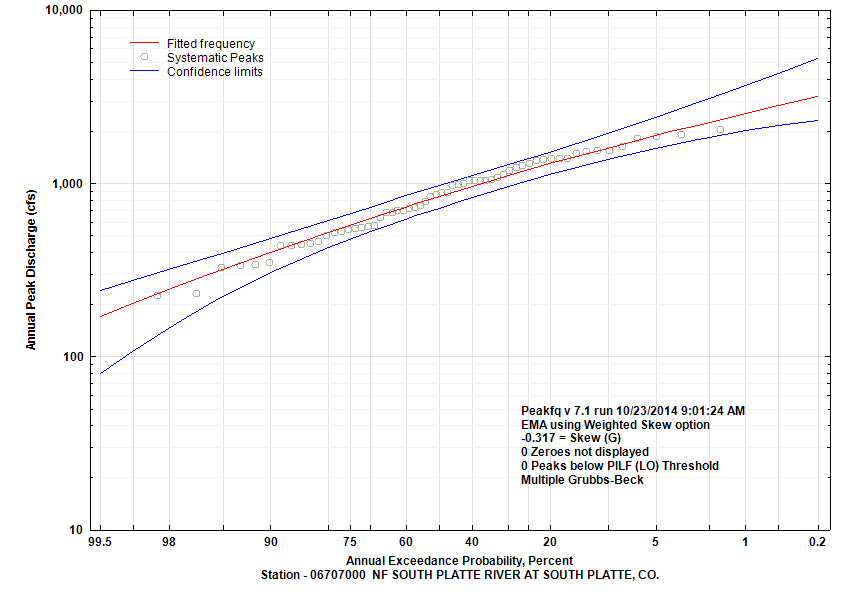 10,000
Fitted frequency
Systematic Peaks
Confidence limits
1,000
Annual Peak Discharge (cfs)
100
Peakfq v 7.1 run 10/23/2014 9:01:24 AM
EMA using Weighted Skew option
-0.317 = Skew (G)
0 Zeroes not displayed
0 Peaks below PILF (LO) Threshold
Multiple Grubbs-Beck
10
99.5 98 90 75 60 40 20 5 1 0.2
Annual Exceedance Probability, Percent
Station - 06707000 NF SOUTH PLATTE RIVER AT SOUTH PLATTE, CO.